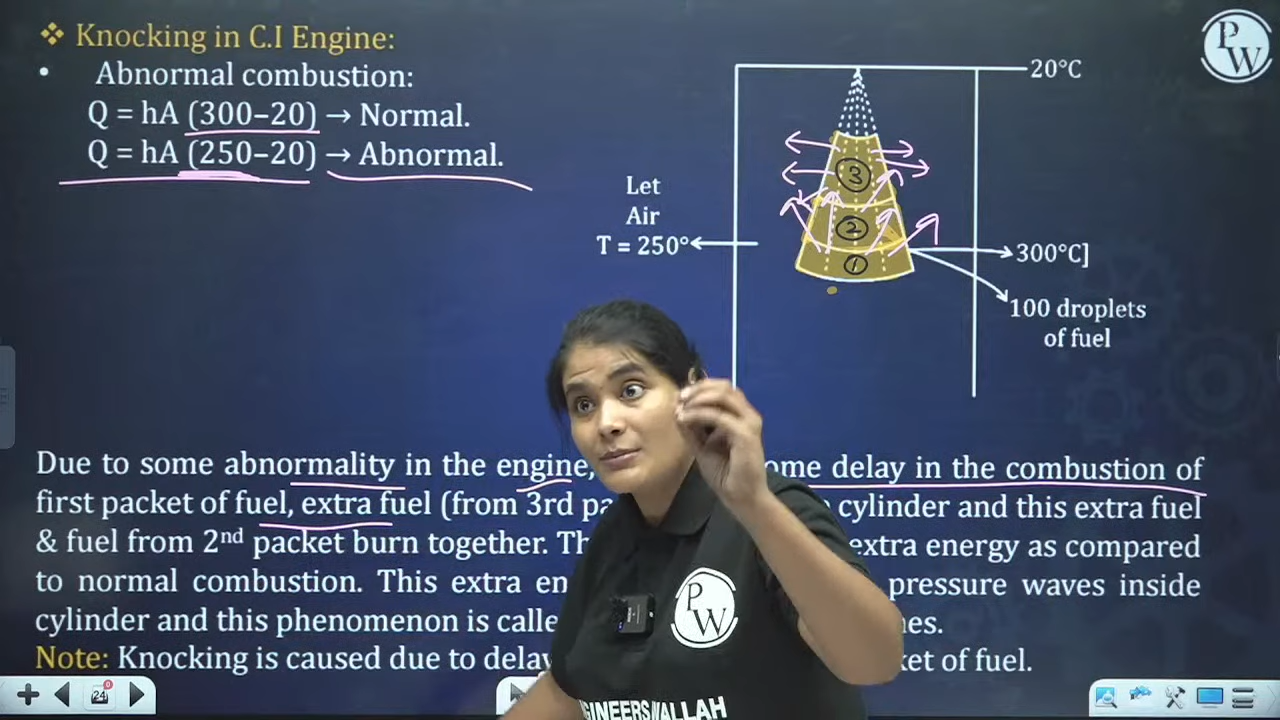 ❖ Knocking in C.I Engine:
• Abnormal combustion:
Q = hA (300–20) → Normal.
Q = hA (250–20) → Abnormal.
20°C
3
2
1
Let
Air
T = 250°
300°C]
100 droplets
of fuel
Due to some abnormality in the engine, ome delay in the combustion of
first packet of fuel, extra fuel (from 3rd pa cylinder and this extra fuel
& fuel from 2nd packet burn together. Th extra energy as compared
to normal combustion. This extra en pressure waves inside
cylinder and this phenomenon is calle nes.
Note: Knocking is caused due to delay ket of fuel.
PW
PW
GINEERS WALLAH
24